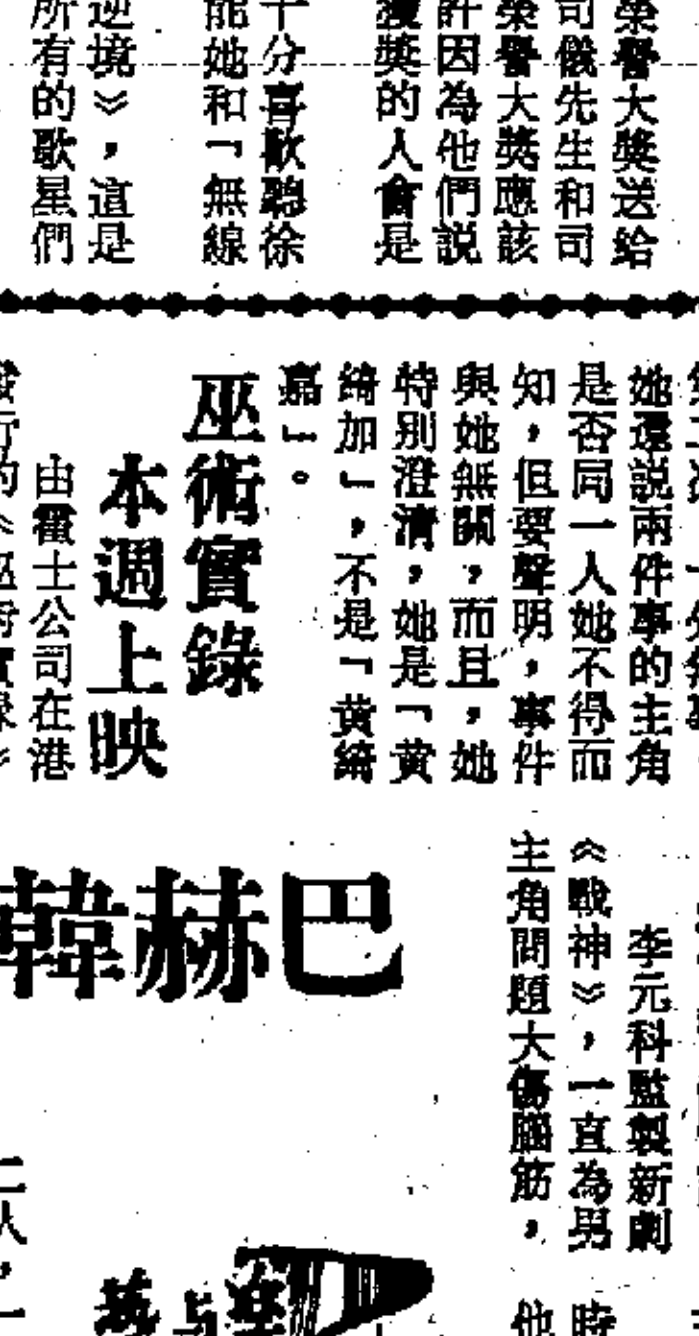 榮譽大獎送給
司儀先生和司
榮譽大獎應該
許因為他們説
獲獎的人會是
十分喜歡聽徐
能她和「無線
逆境》，這是
所有的歌星們
她還説兩件事的主角
是否同一人她不得而
知，但要聲明，事件
與她無關，而且，她
特別澄清，她是「黃
綺加」，不是「黃綺
嘉」。
巫術實錄
本週上映
由霍士公司在港
李元科監製新劇
《戰神》，一直為男
主角問題大傷腦筋，
時
他
巴赫韓